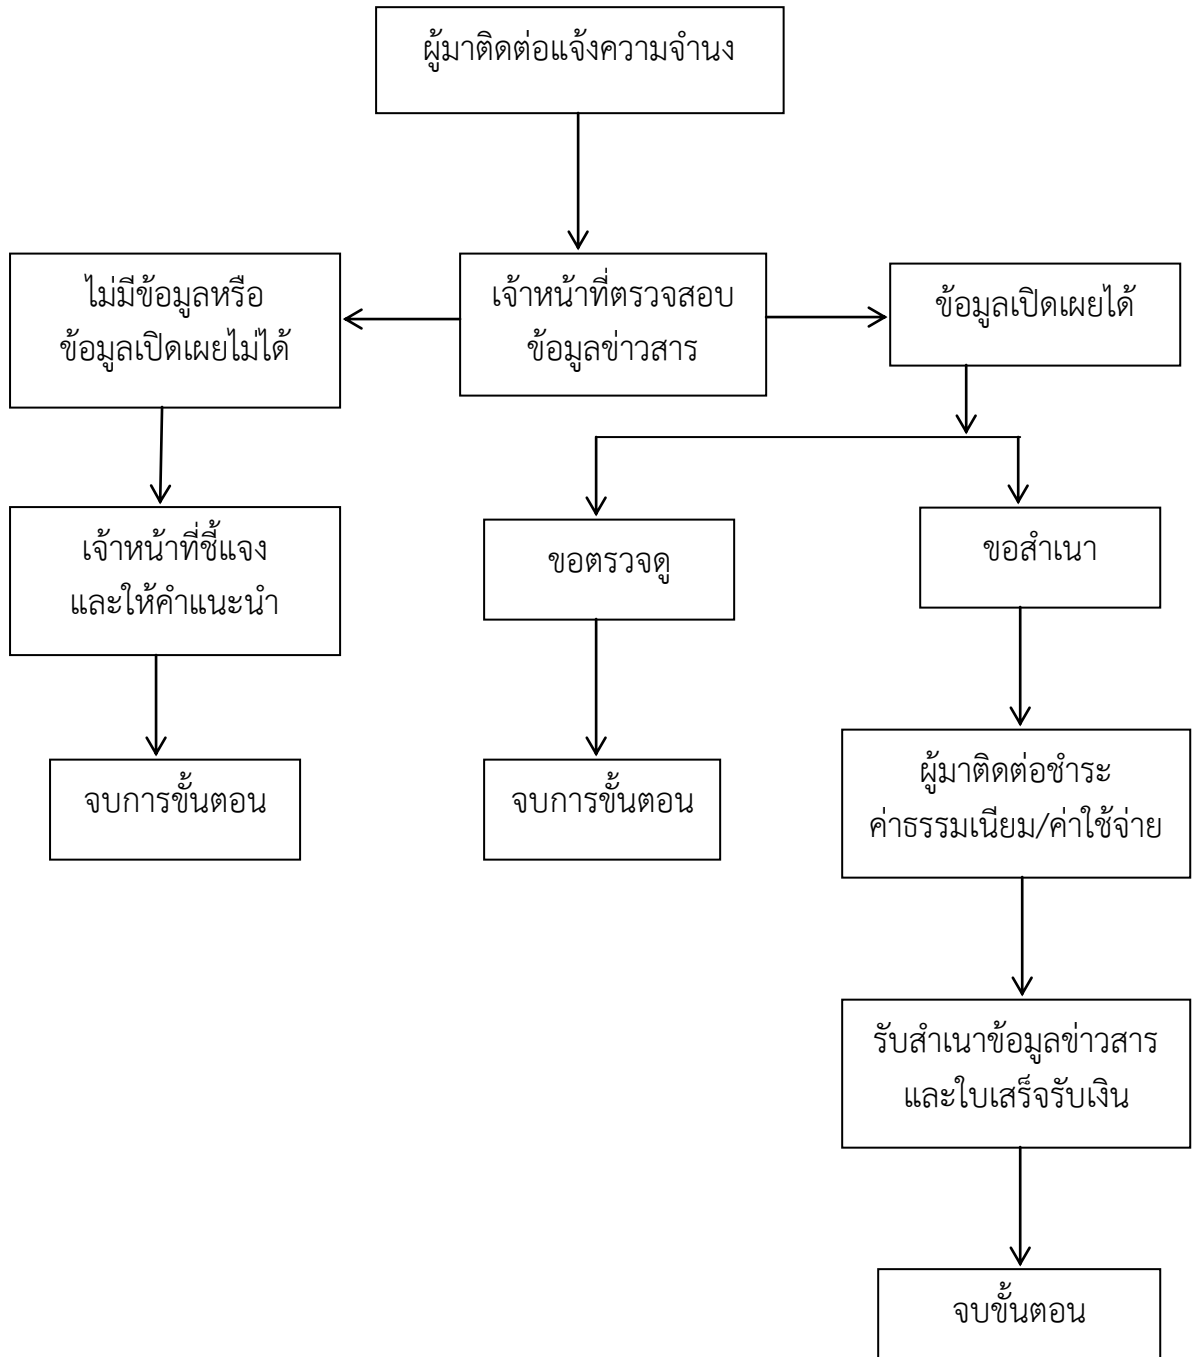 ผู้มาติดต่อแจ้งความจำนง
ไม่มีข้อมูลหรือ
ข้อมูลเปิดเผยไม่ได้
เจ้าหน้าที่ตรวจสอบ
ข้อมูลข่าวสาร
ข้อมูลเปิดเผยได้
เจ้าหน้าที่ชี้แจง
และให้คำแนะนำ
ขอตรวจดู
ขอสำเนา
จบการขั้นตอน
จบการขั้นตอน
ผู้มาติดต่อชำระ
ค่าธรรมเนียม/ค่าใช้จ่าย
รับสำเนาข้อมูลข่าวสาร
และใบเสร็จรับเงิน
จบขั้นตอน